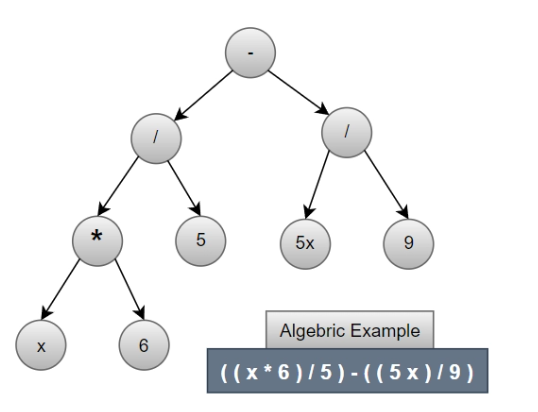 -
/
/
*
5
5x
9
x
6
Algebric Example
( ( x * 6 ) / 5 ) - ( ( 5 x ) / 9 )